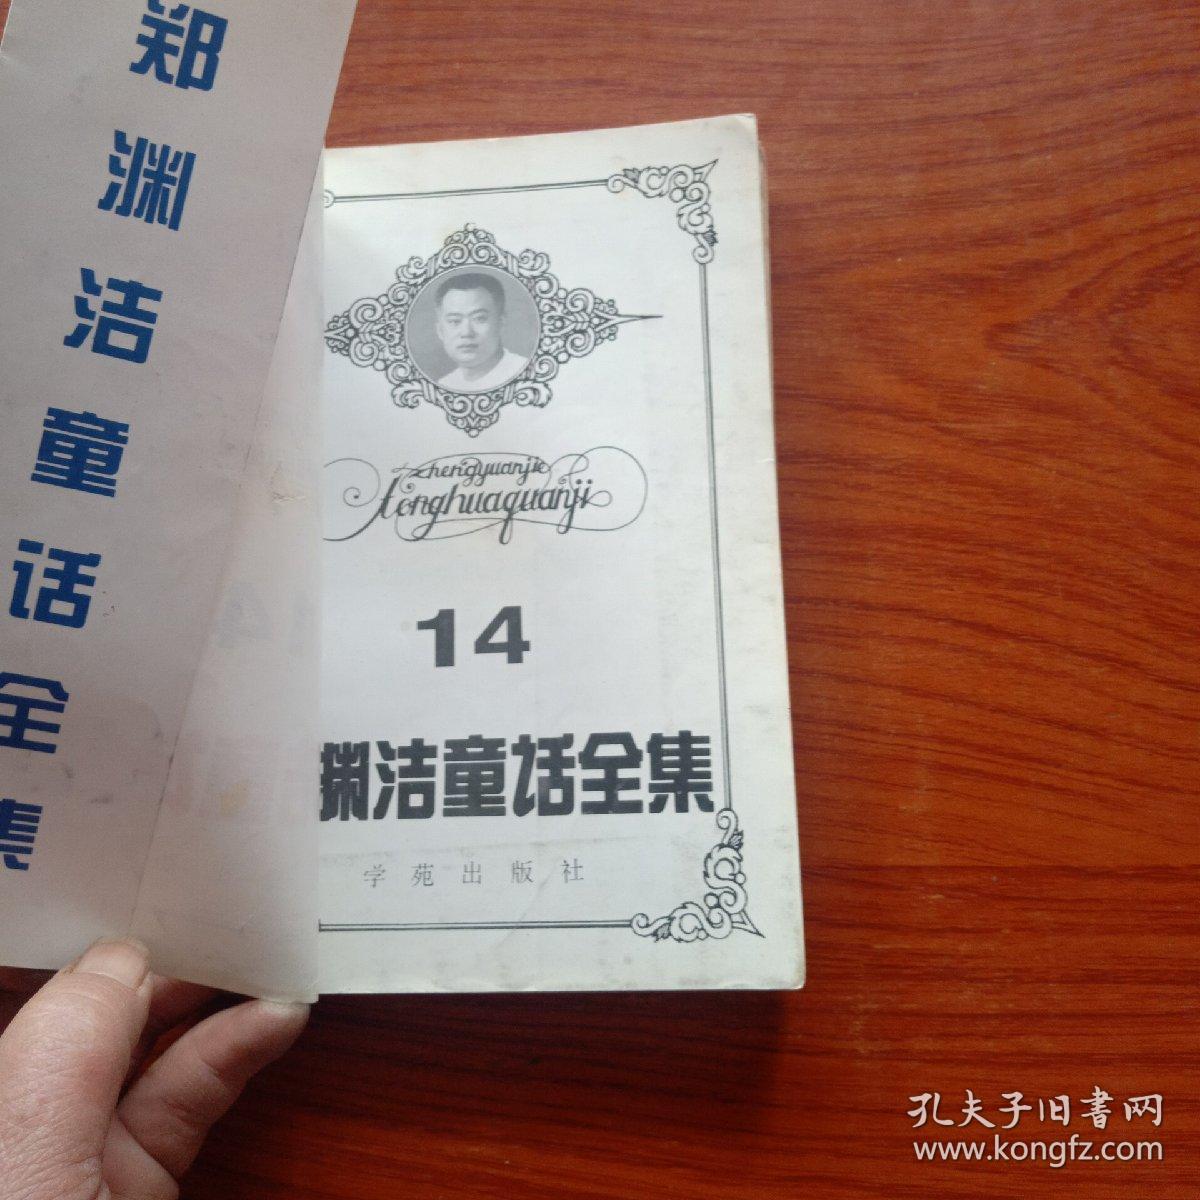 郑渊洁童话全集
zhengyuanjie
tonghuaquanji
14
渊洁童话全集
学苑出版社
孔夫子旧书网
www.kongfz.com